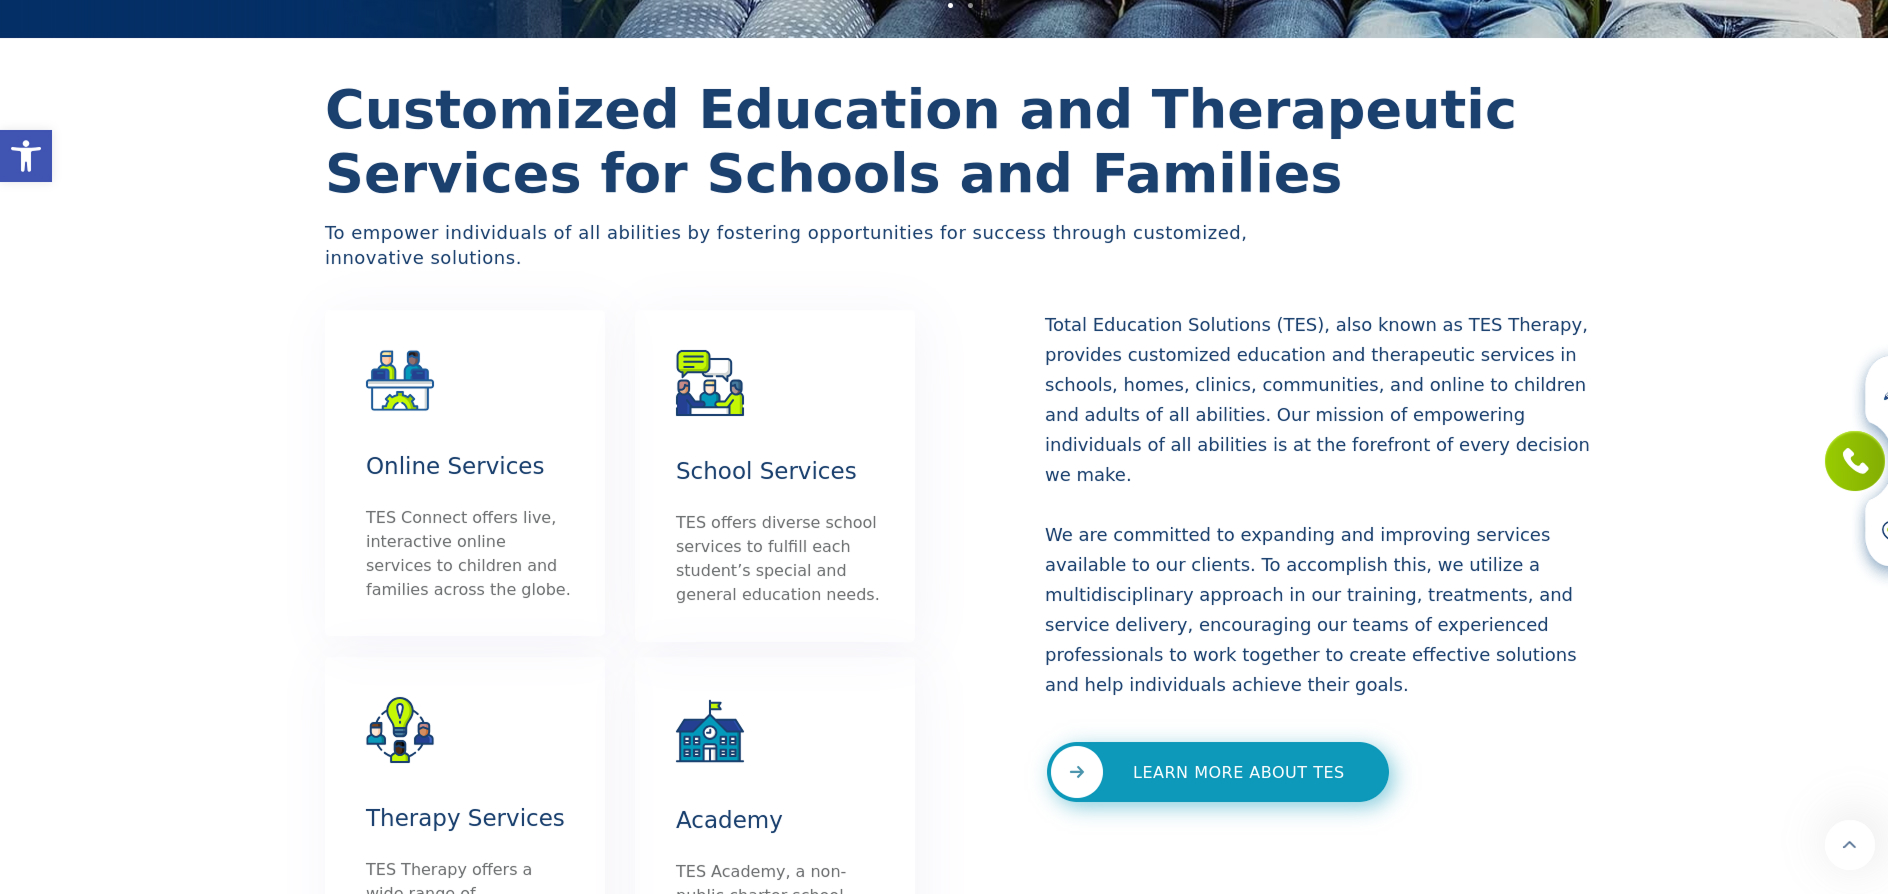 Customized Education and Therapeutic
Services for Schools and Families
To empower individuals of all abilities by fostering opportunities for success through customized,
innovative solutions.
Online Services
TES Connect offers live,
interactive online
services to children and
families across the globe.
School Services
TES offers diverse school
services to fulfill each
student’s special and
general education needs.
Therapy Services
TES Therapy offers a
wide range of
Academy
TES Academy, a non-
public charter school
Total Education Solutions (TES), also known as TES Therapy,
provides customized education and therapeutic services in
schools, homes, clinics, communities, and online to children
and adults of all abilities. Our mission of empowering
individuals of all abilities is at the forefront of every decision
we make.
We are committed to expanding and improving services
available to our clients. To accomplish this, we utilize a
multidisciplinary approach in our training, treatments, and
service delivery, encouraging our teams of experienced
professionals to work together to create effective solutions
and help individuals achieve their goals.
LEARN MORE ABOUT TES